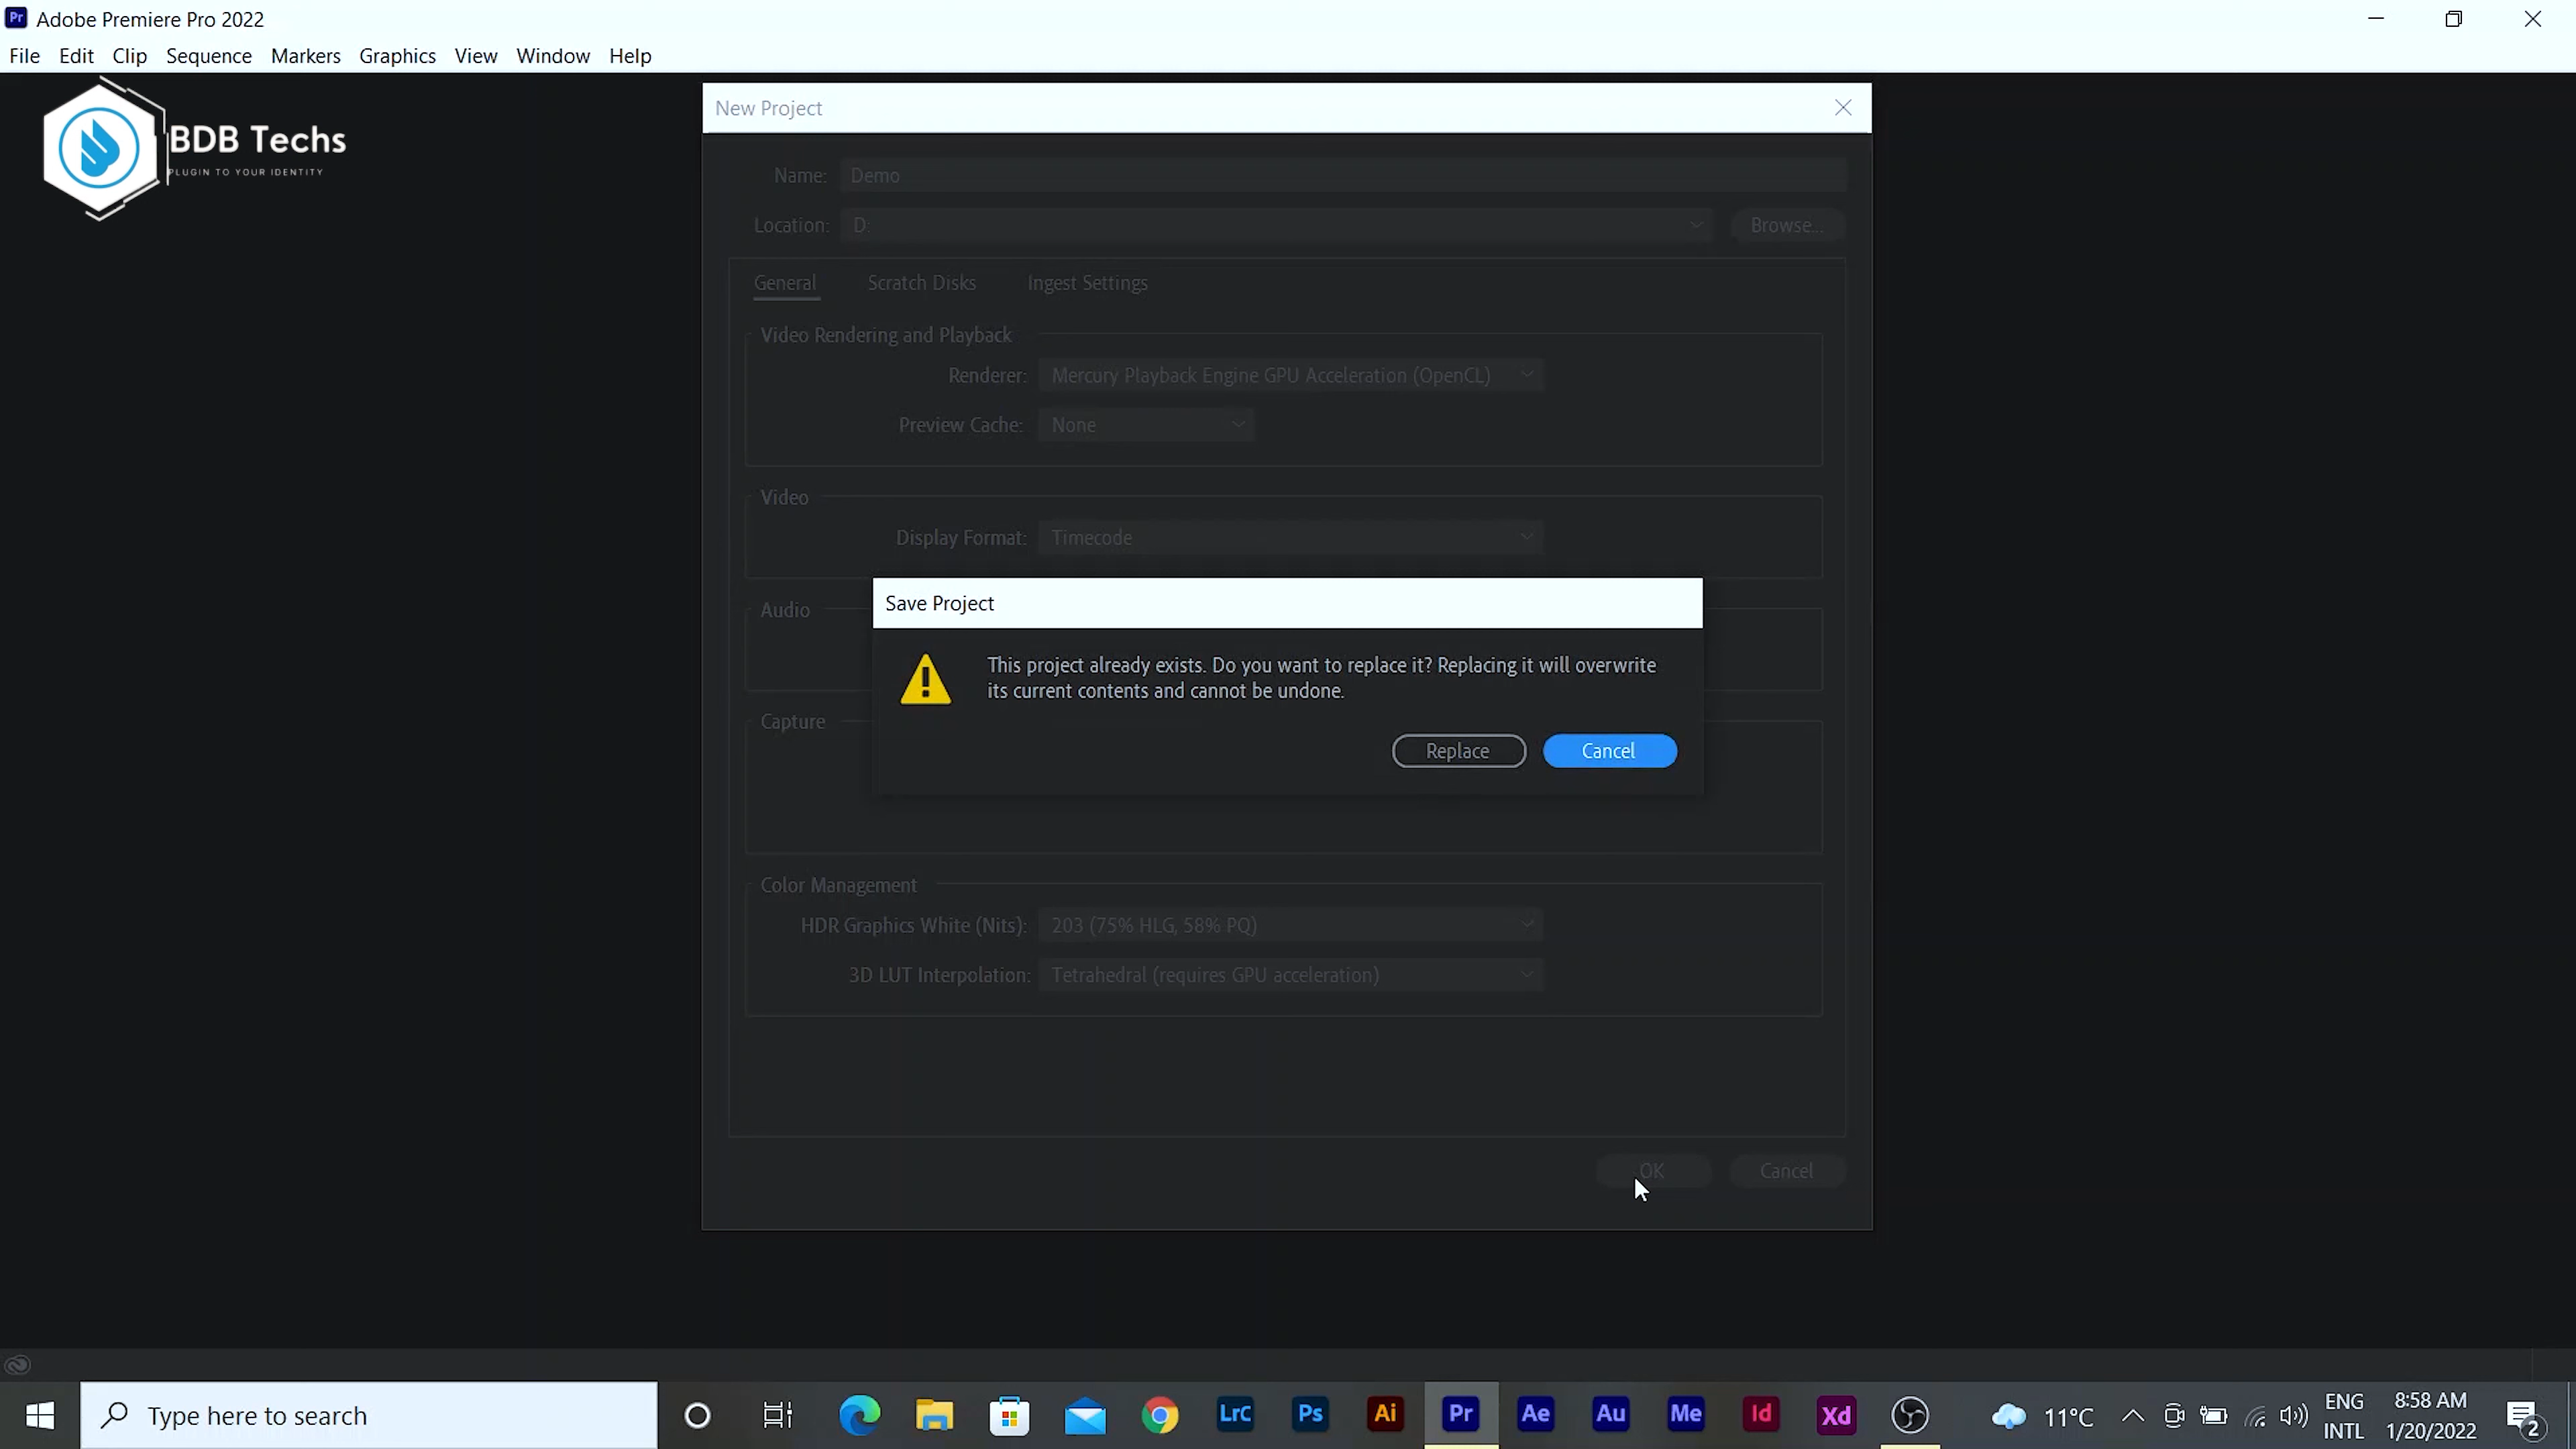 Pr Adobe Premiere Pro 2022
File Edit Clip Sequence Markers Graphics View Window Help
BDB Techs
PLUGIN TO YOUR IDENTITY
New Project
Name: Demo
Location: D: Browse...
General Scratch Disks Ingest Settings
Video Rendering and Playback
Renderer: Mercury Playback Engine GPU Acceleration (OpenCL)
Preview Cache: None
Video
Display Format: Timecode
Save Project
Audio
This project already exists. Do you want to replace it? Replacing it will overwrite
its current contents and cannot be undone.
Capture
Replace Cancel
Color Management
HDR Graphics White (Nits): 203 (75% HLG, 58% PQ)
3D LUT Interpolation: Tetrahedral (requires GPU acceleration)
OK Cancel
Type here to search LrC Ps Ai Pr Ae Au Me Id Xd 11°C ENG 8:58 AM
INTL 1/20/2022 2